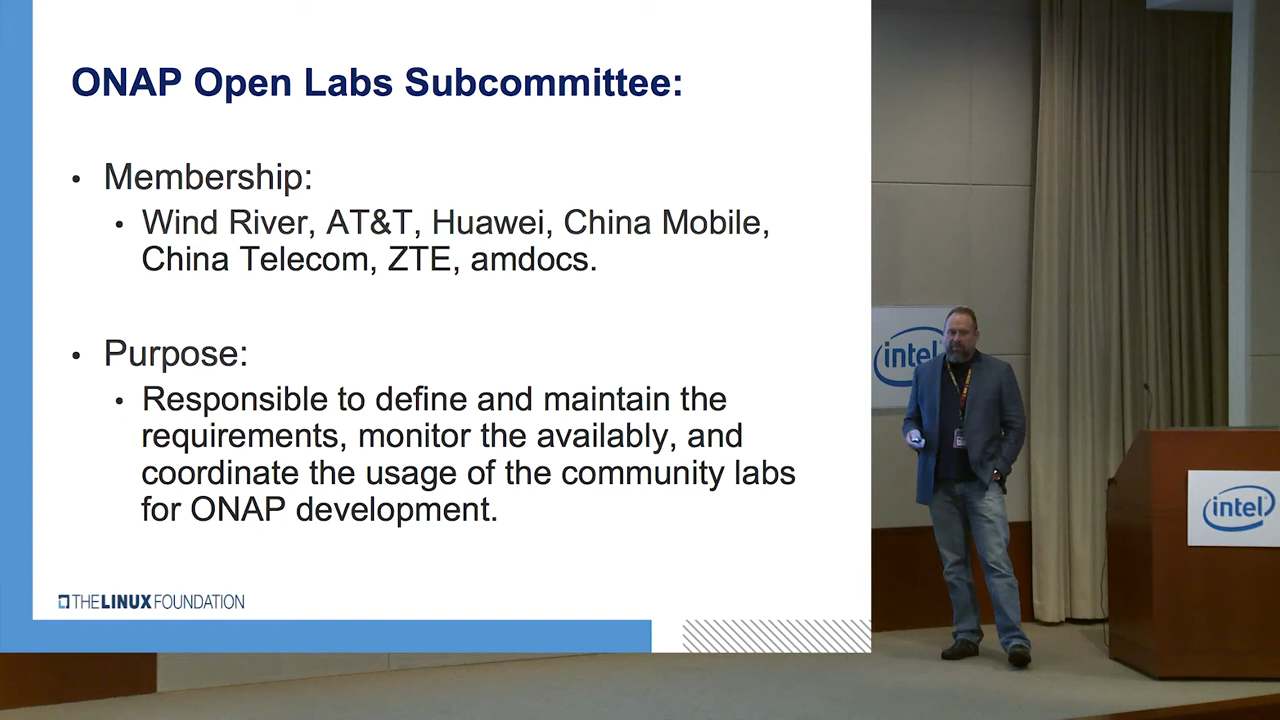 ONAP Open Labs Subcommittee:
• Membership:
• Wind River, AT&T, Huawei, China Mobile,
China Telecom, ZTE, amdocs.
• Purpose:
• Responsible to define and maintain the
requirements, monitor the availably, and
coordinate the usage of the community labs
for ONAP development.
THE LINUX FOUNDATION
intel
intel